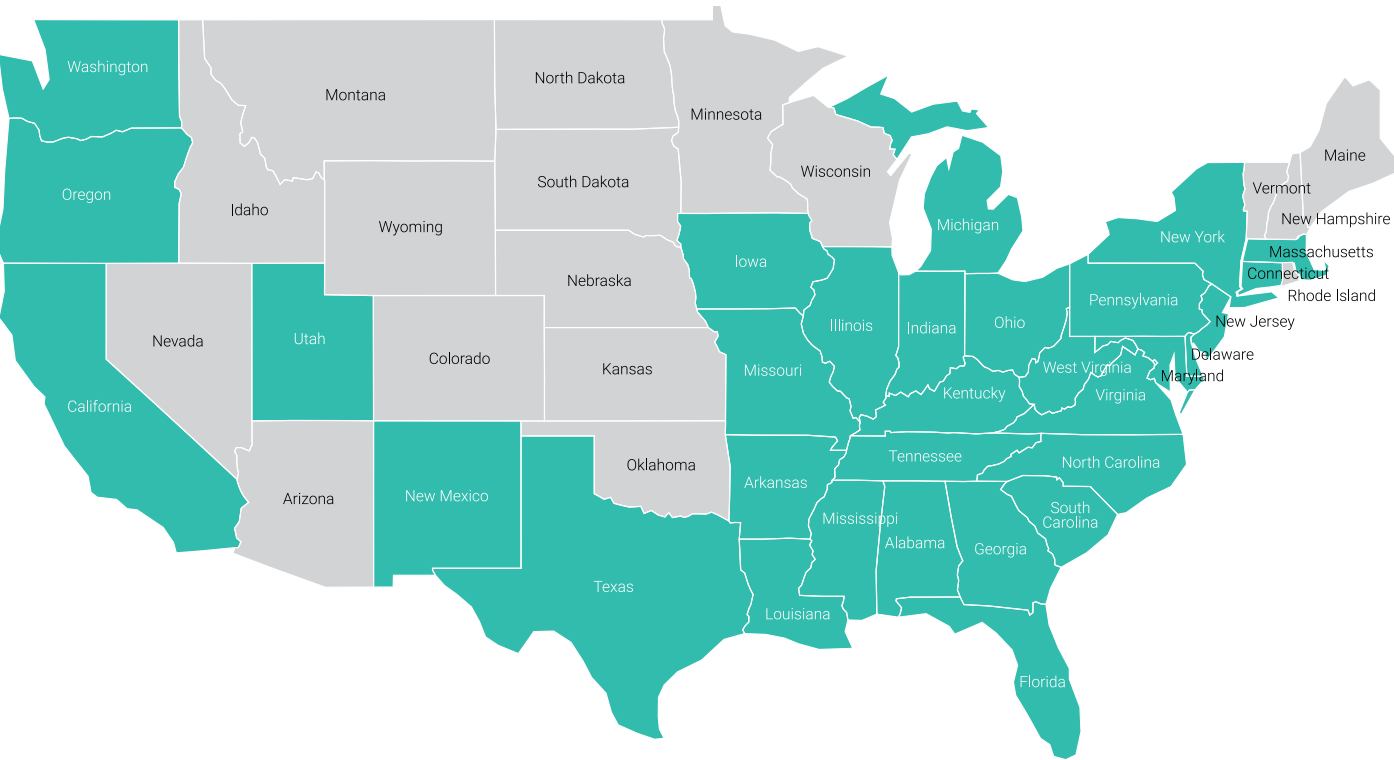 Washington
Montana
North Dakota
Minnesota
Maine
Wisconsin
South Dakota
Vermont
Oregon
Idaho
New Hampshire
Wyoming
Michigan
New York
Massachusetts
Iowa
Connecticut
Nebraska
Rhode Island
Pennsylvania
New Jersey
Illinois
Indiana
Ohio
Nevada
Utah
Colorado
Delaware
Kansas
Missouri
West Virginia
Maryland
Kentucky
Virginia
California
Tennessee
North Carolina
Oklahoma
Arkansas
New Mexico
Arizona
South
Carolina
Mississippi
Alabama
Georgia
Texas
Louisiana
Florida